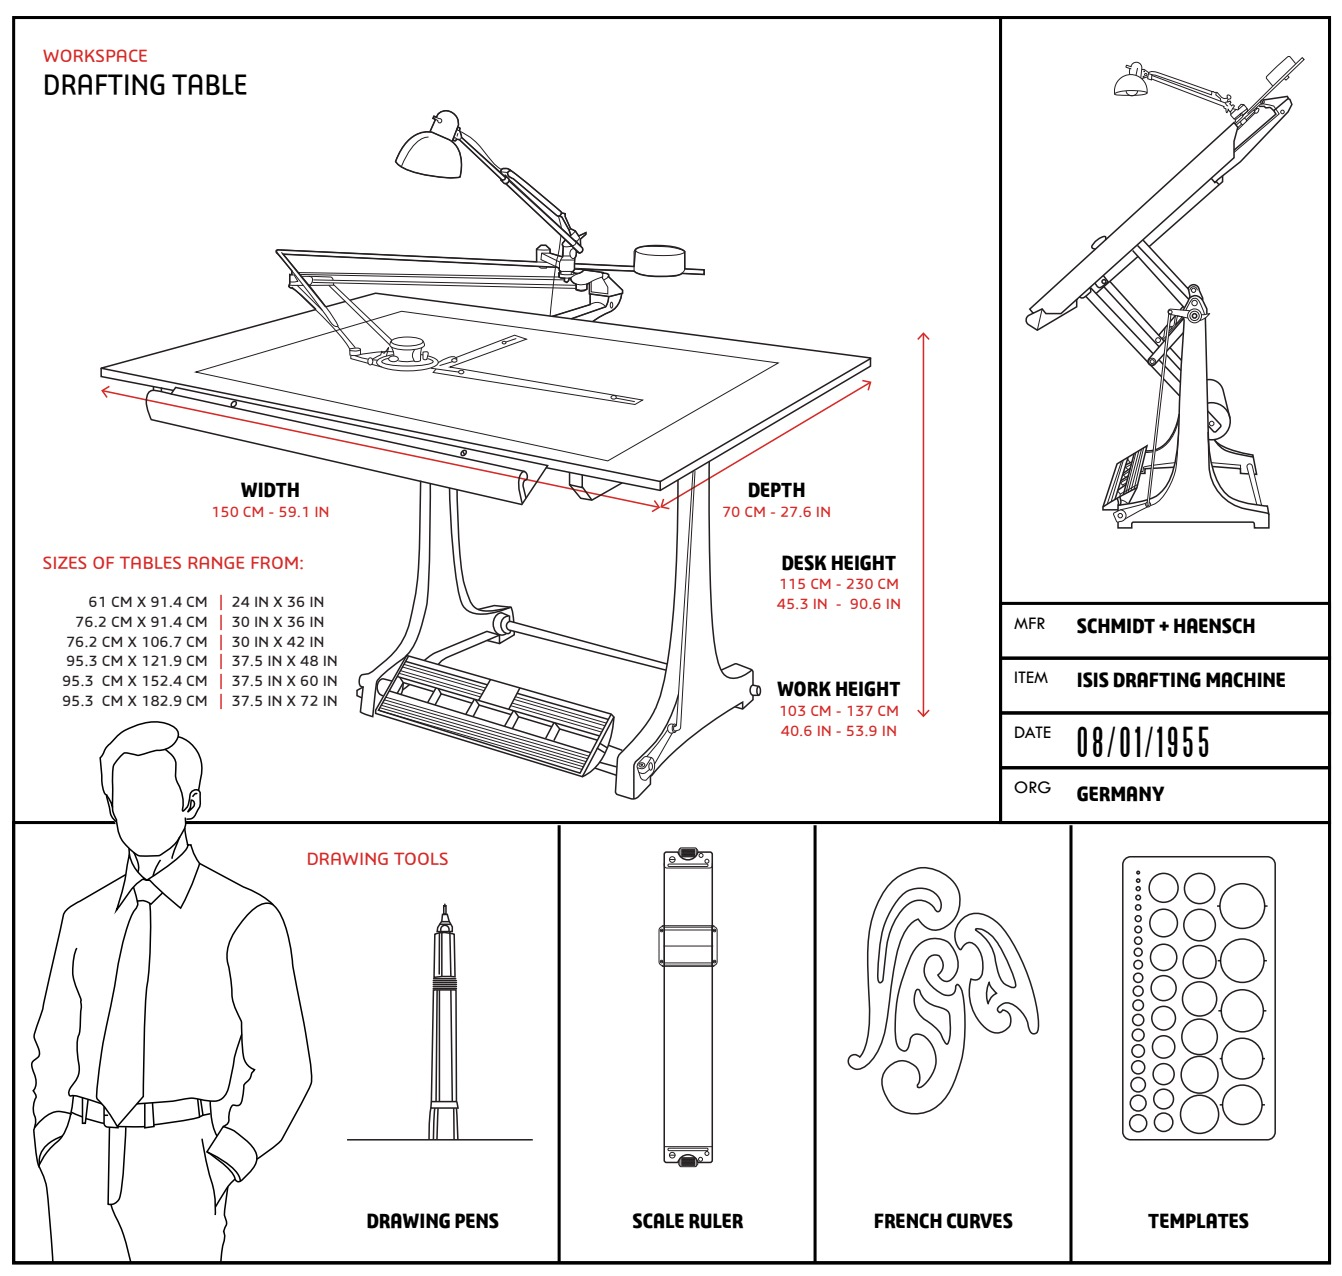 WORKSPACE
DRAFTING TABLE
WIDTH
150 CM - 59.1 IN
DEPTH
70 CM - 27.6 IN
DESK HEIGHT
115 CM - 230 CM
45.3 IN - 90.6 IN
WORK HEIGHT
103 CM - 137 CM
40.6 IN - 53.9 IN
SIZES OF TABLES RANGE FROM:
61 CM X 91.4 CM | 24 IN X 36 IN
76.2 CM X 91.4 CM | 30 IN X 36 IN
76.2 CM X 106.7 CM | 30 IN X 42 IN
95.3 CM X 121.9 CM | 37.5 IN X 48 IN
95.3 CM X 152.4 CM | 37.5 IN X 60 IN
95.3 CM X 182.9 CM | 37.5 IN X 72 IN
MFR SCHMIDT + HAENSCH
ITEM ISIS DRAFTING MACHINE
DATE 08/01/1955
ORG GERMANY
DRAWING TOOLS
DRAWING PENS
SCALE RULER
FRENCH CURVES
TEMPLATES